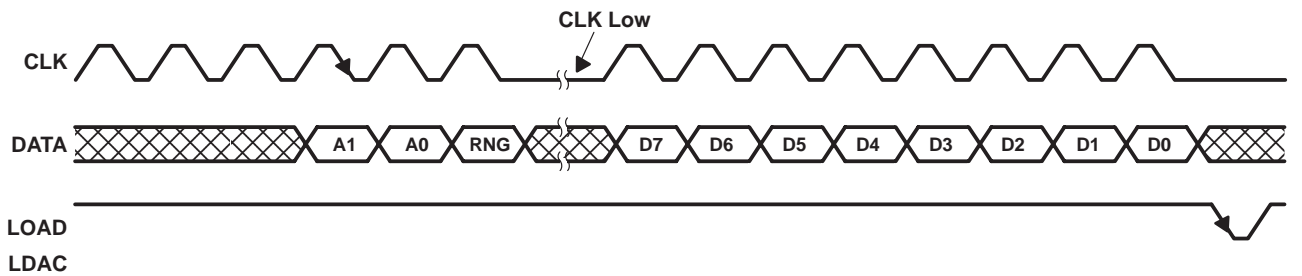 CLK Low
CLK
DATA A1 A0 RNG D7 D6 D5 D4 D3 D2 D1 D0
LOAD
LDAC